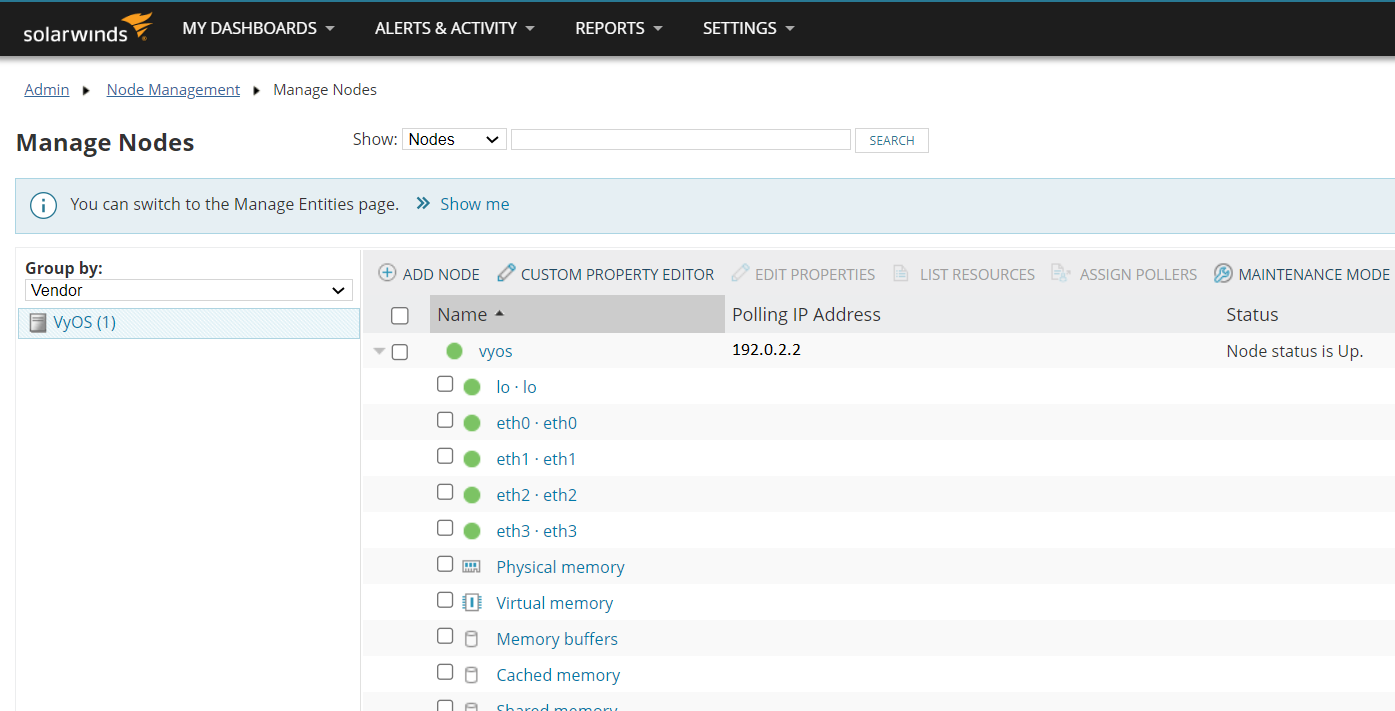 solarwinds MY DASHBOARDS ALERTS & ACTIVITY REPORTS SETTINGS
Admin Node Management Manage Nodes
Manage Nodes Show: Nodes SEARCH
You can switch to the Manage Entities page. » Show me
Group by:
Vendor
VyOS (1)
ADD NODE CUSTOM PROPERTY EDITOR EDIT PROPERTIES LIST RESOURCES ASSIGN POLLERS MAINTENANCE MODE
Name Polling IP Address Status
vyos 192.0.2.2 Node status is Up.
lo · lo
eth0 · eth0
eth1 · eth1
eth2 · eth2
eth3 · eth3
Physical memory
Virtual memory
Memory buffers
Cached memory
Shared memory